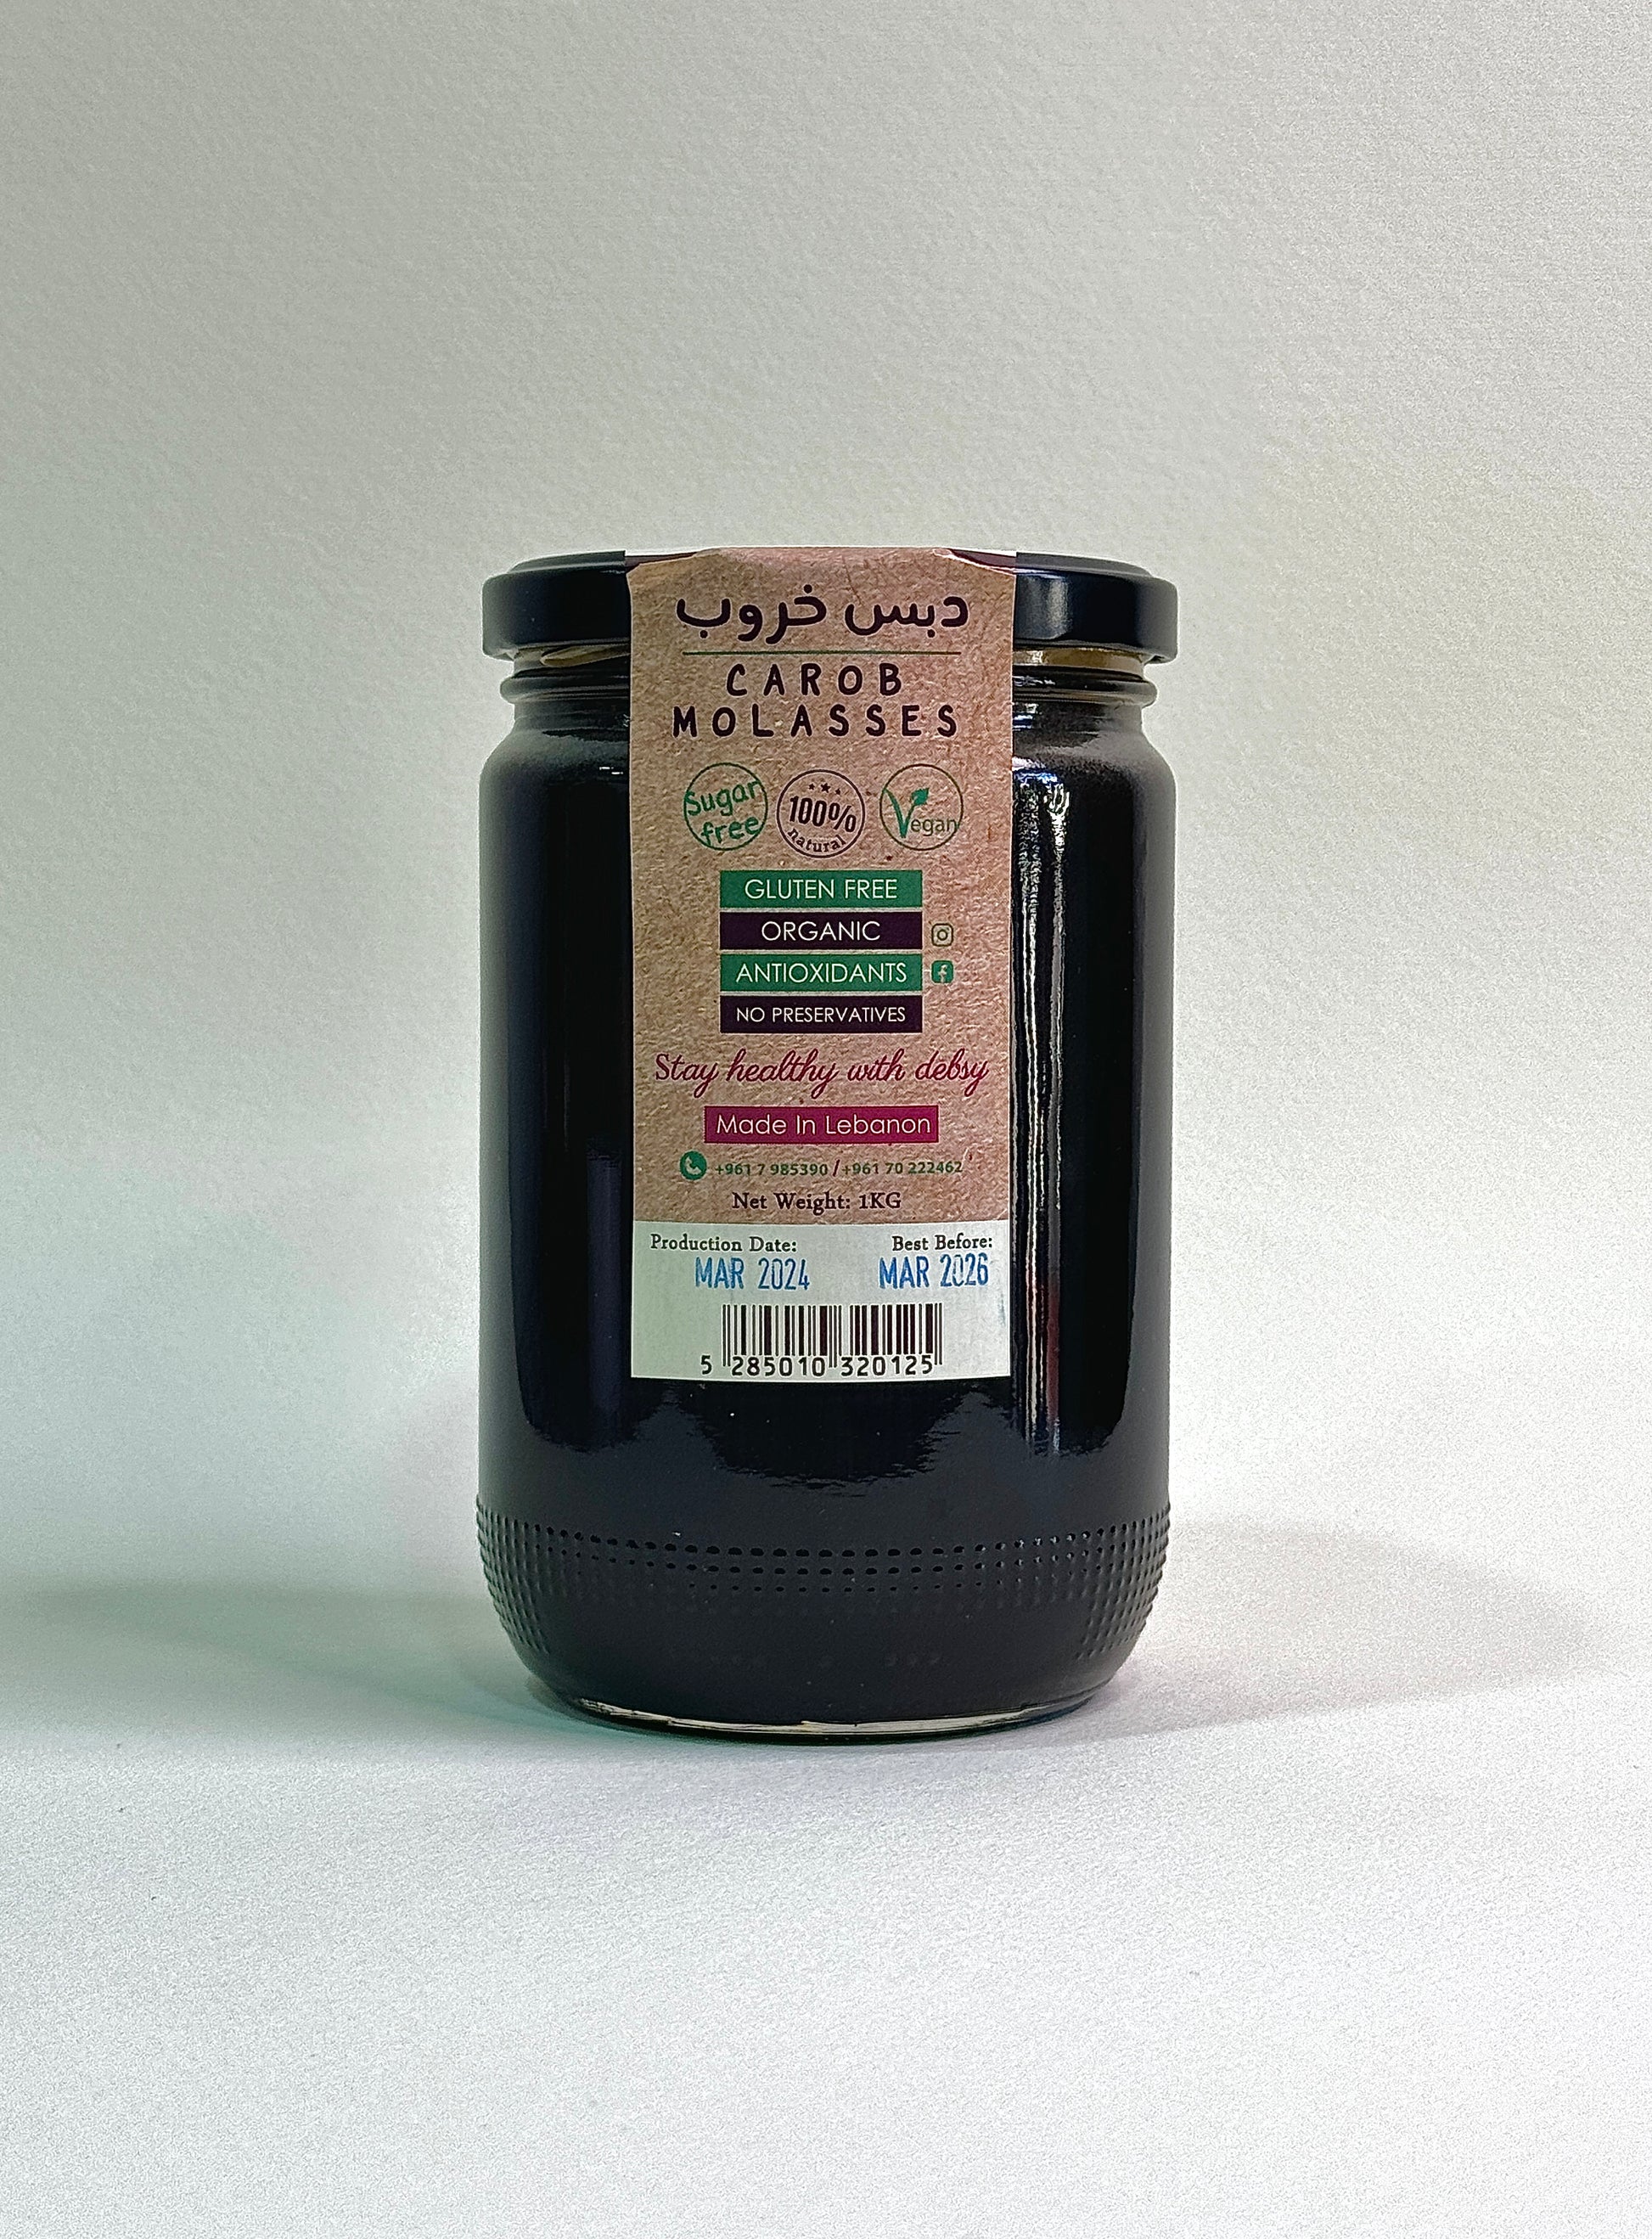 دبس خروب
CAROB
MOLASSES
Sugar free
100% natural
Vegan
GLUTEN FREE
ORGANIC
ANTIOXIDANTS
NO PRESERVATIVES
Stay healthy with debsy
Made In Lebanon
+961 7 985390 / +961 70 222462
Net Weight: 1KG
Production Date: Best Before:
MAR 2024 MAR 2026
5 285010 320125